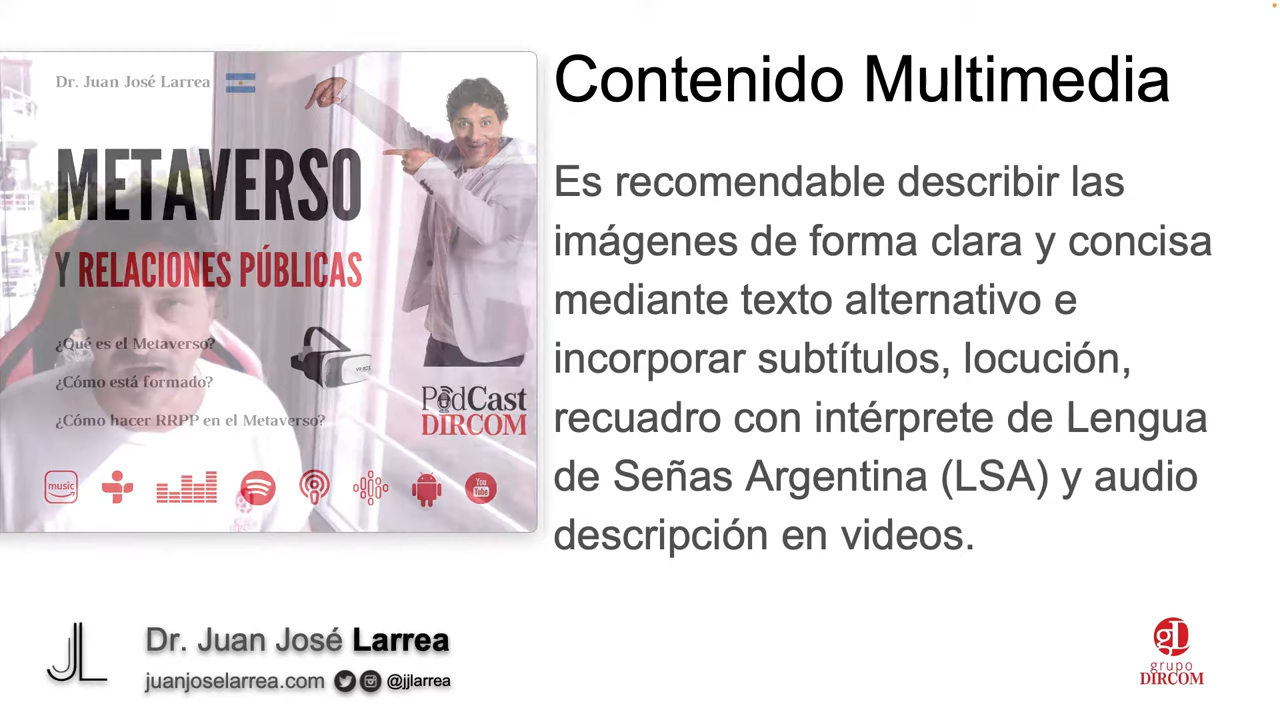 Dr. Juan José Larrea
METAVERSO
Y RELACIONES PÚBLICAS
¿Qué es el Metaverso?
¿Cómo está formado?
¿Cómo hacer RRPP en el Metaverso?
PodCast
DIRCOM
music
You
Tube
Contenido Multimedia
Es recomendable describir las
imágenes de forma clara y concisa
mediante texto alternativo e
incorporar subtítulos, locución,
recuadro con intérprete de Lengua
de Señas Argentina (LSA) y audio
descripción en videos.
JL
Dr. Juan José Larrea
juanjoselarrea.com @jjlarrea
gD
grupo
DIRCOM